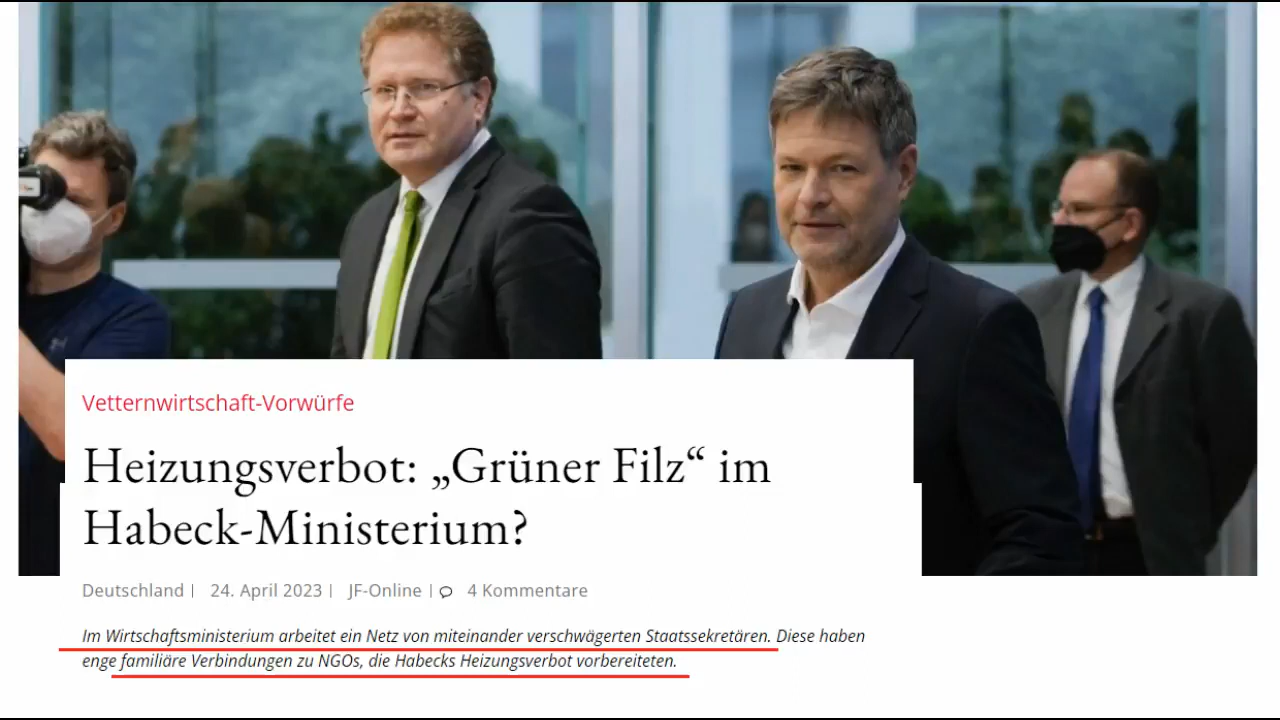 Vetternwirtschaft-Vorwürfe
Heizungsverbot: „Grüner Filz“ im
Habeck-Ministerium?
Deutschland | 24. April 2023 | JF-Online | 4 Kommentare
Im Wirtschaftsministerium arbeitet ein Netz von miteinander verschwägerten Staatssekretären. Diese haben
enge familiäre Verbindungen zu NGOs, die Habecks Heizungsverbot vorbereiteten.